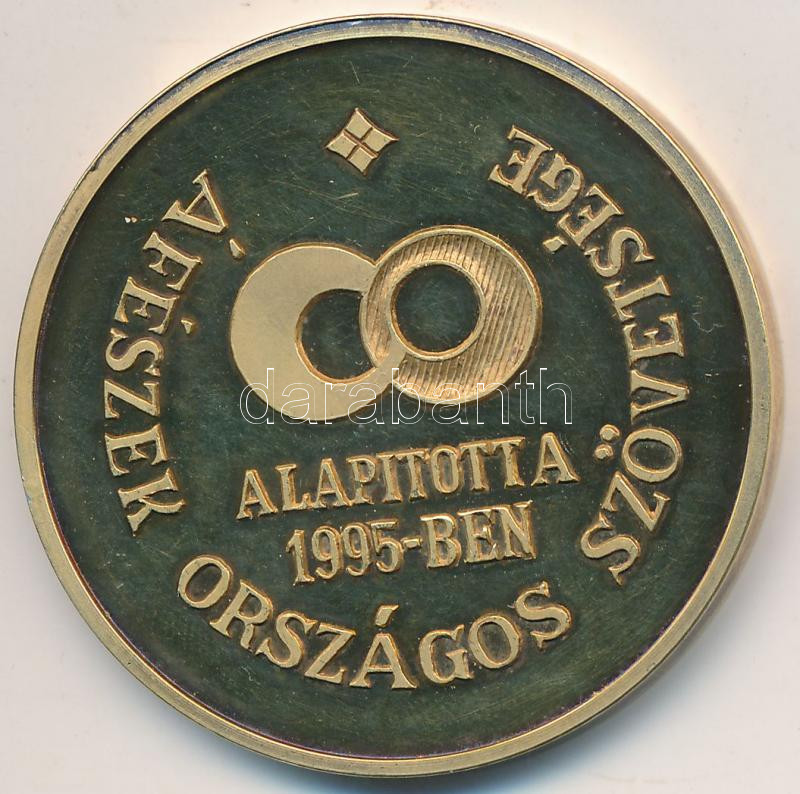 ÁFÉSZEK ORSZÁGOS SZÖVETSÉGE
ALAPITOTTA
1995-BEN
darabanth